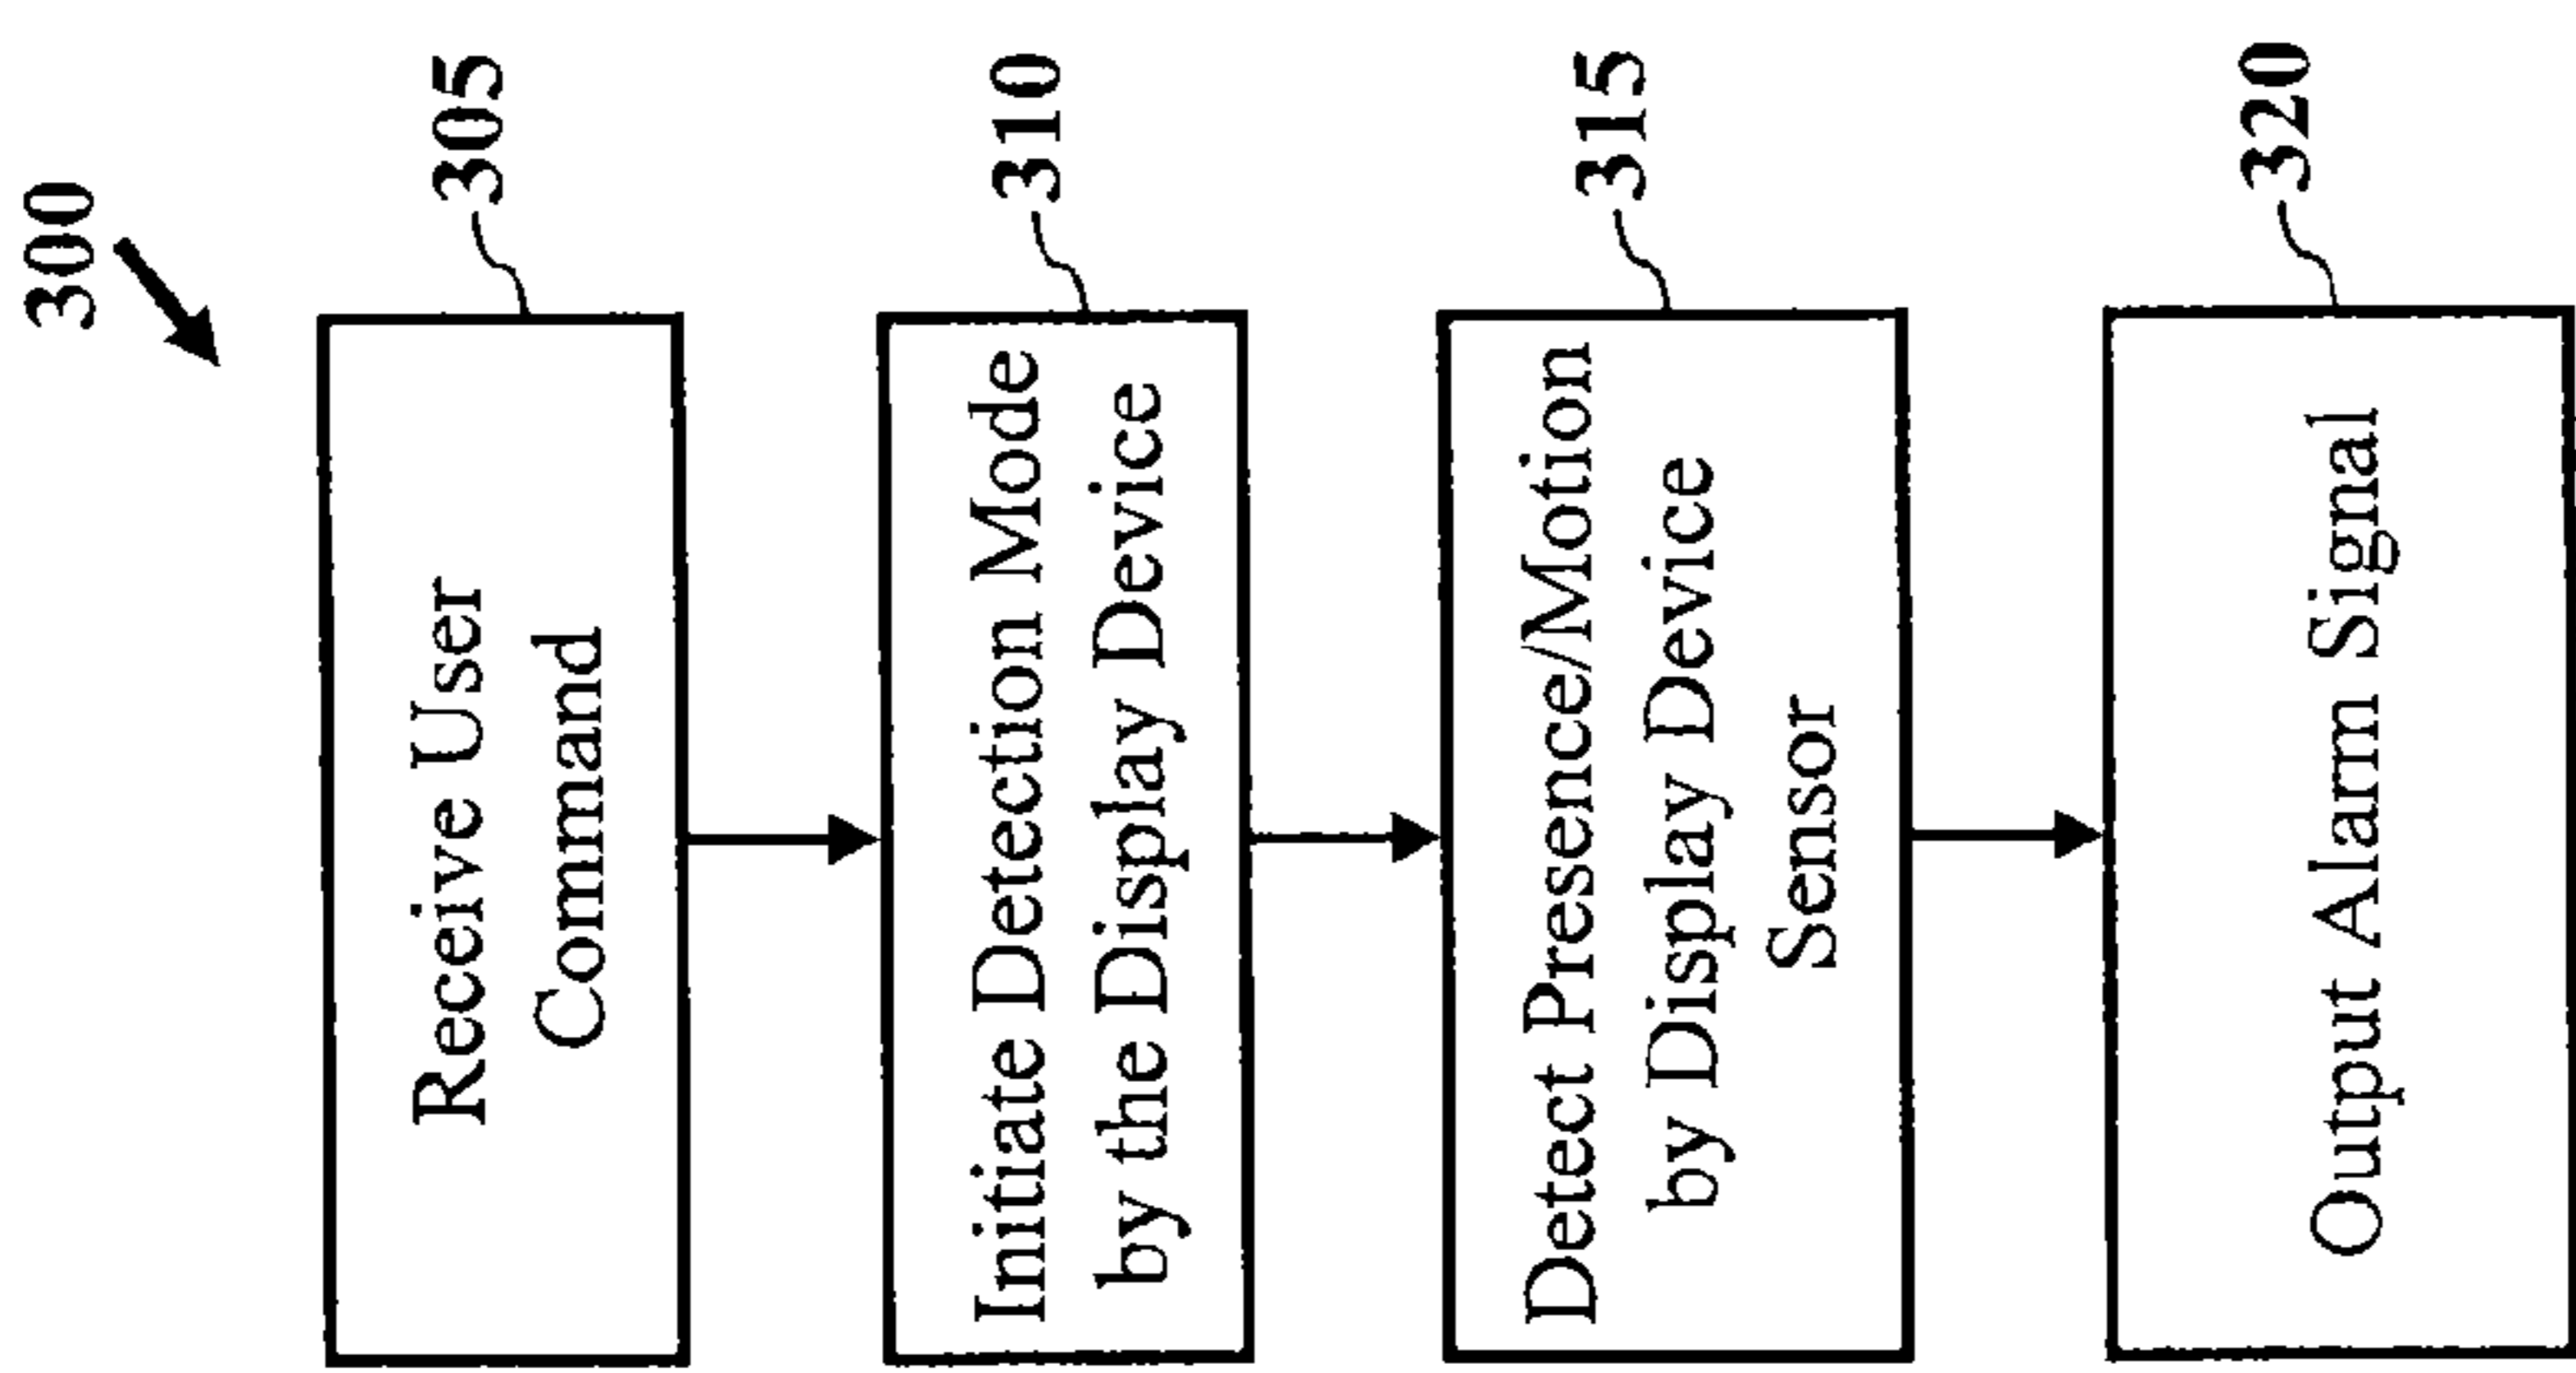 300
Receive User
Command
305
Initiate Detection Mode
by the Display Device
310
Detect Presence/Motion
by Display Device
Sensor
315
Output Alarm Signal
320